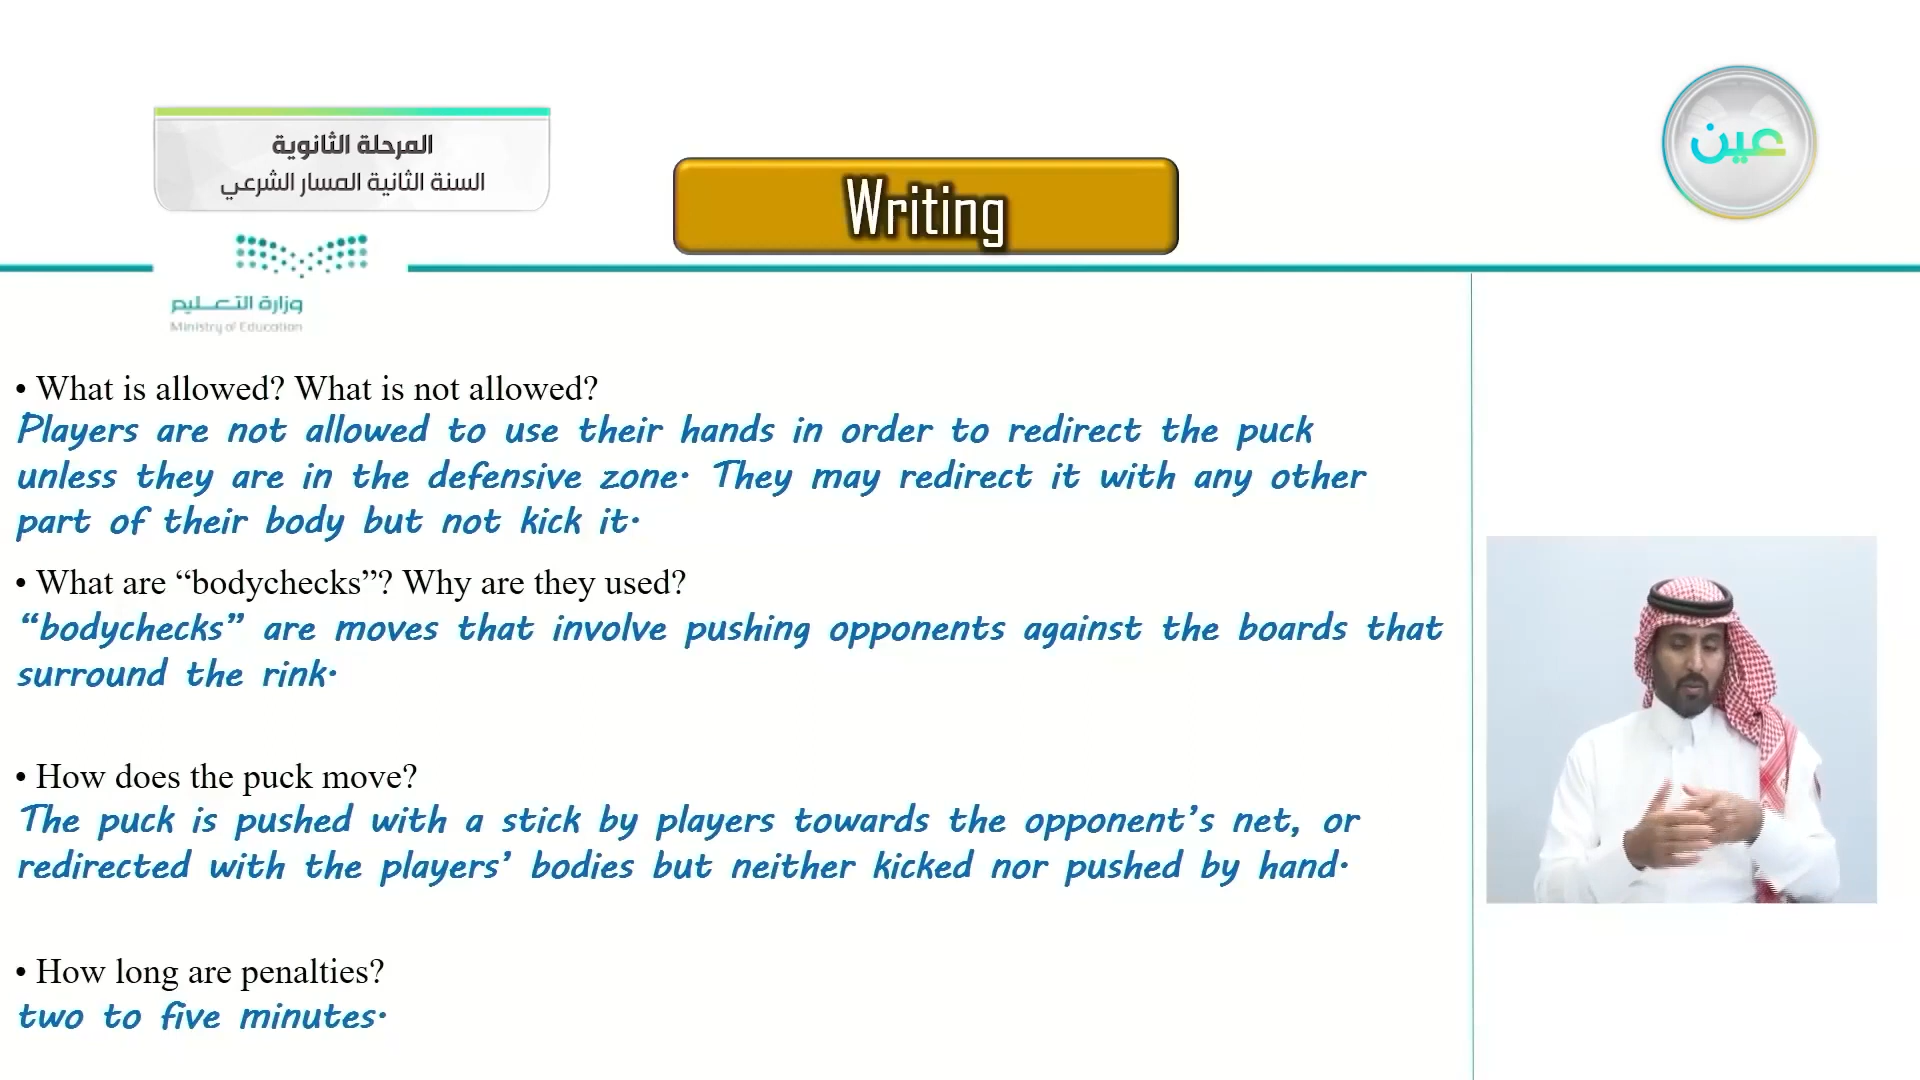 المرحلة الثانوية
السنة الثانية المسار الشرعي
Writing
عين
وزارة التعليم
Ministry of Education
• What is allowed? What is not allowed?
Players are not allowed to use their hands in order to redirect the puck
unless they are in the defensive zone. They may redirect it with any other
part of their body but not kick it.
• What are “bodychecks”? Why are they used?
“bodychecks” are moves that involve pushing opponents against the boards that
surround the rink.
• How does the puck move?
The puck is pushed with a stick by players towards the opponent’s net, or
redirected with the players’ bodies but neither kicked nor pushed by hand.
• How long are penalties?
two to five minutes.